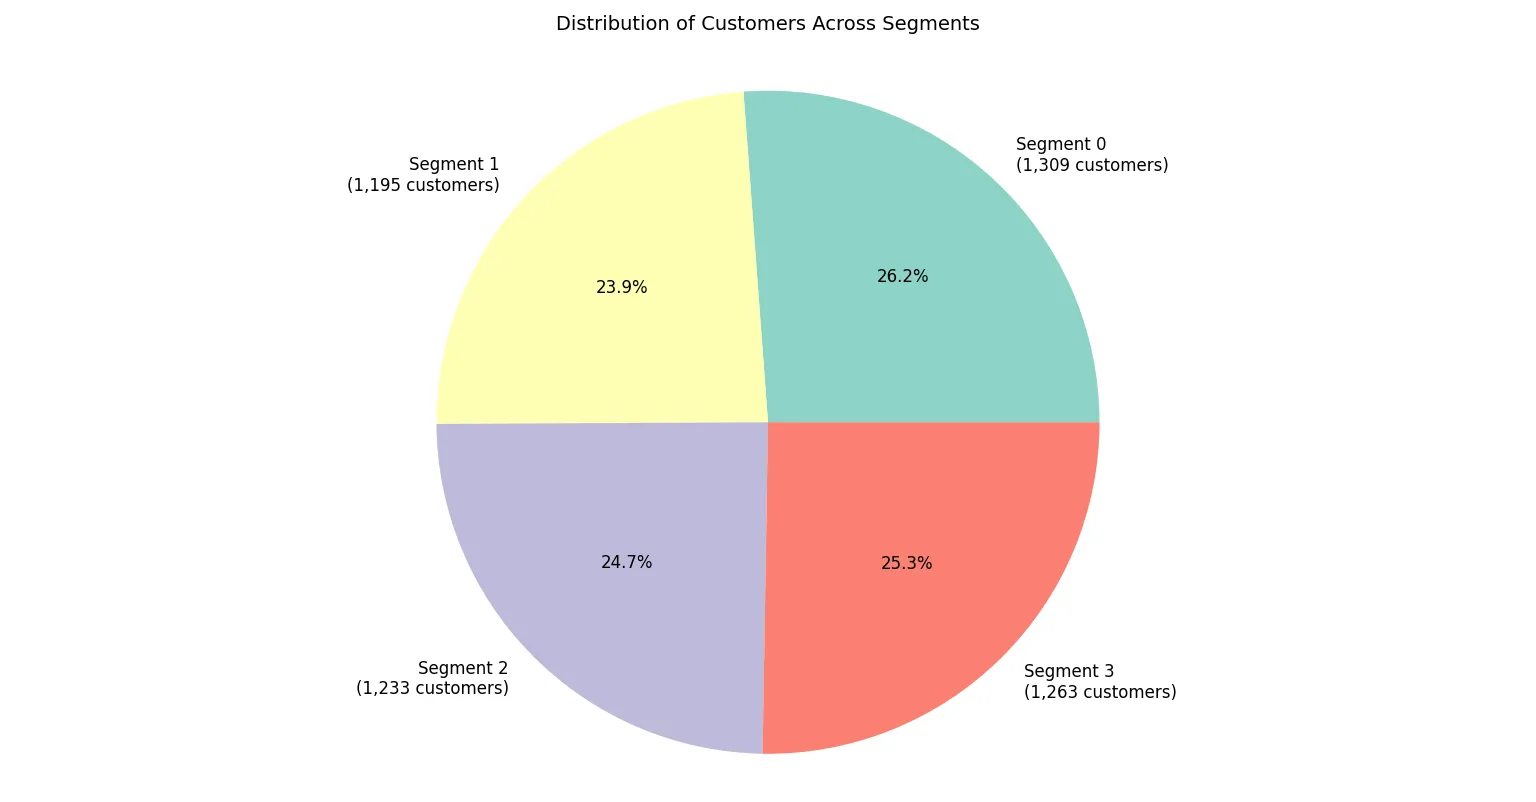 Distribution of Customers Across Segments
Segment 0
(1,309 customers)
Segment 1
(1,195 customers)
26.2%
23.9%
24.7%
25.3%
Segment 2
(1,233 customers)
Segment 3
(1,263 customers)